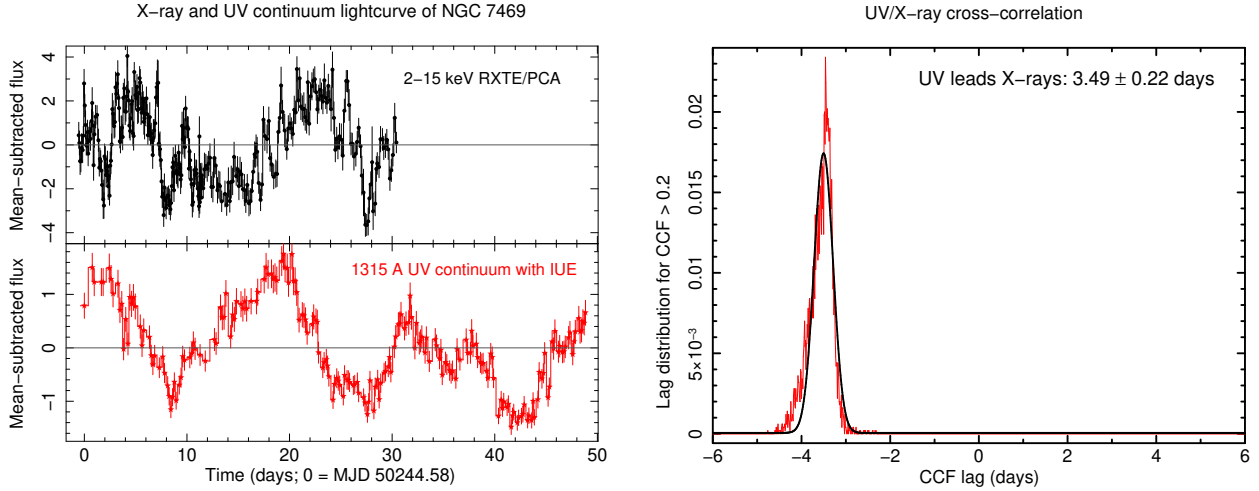 X−ray and UV continuum lightcurve of NGC 7469
Mean−subtracted flux
4
2
0
−2
−4
2−15 keV RXTE/PCA
Mean−subtracted flux
1
0
−1
1315 A UV continuum with IUE
0 10 20 30 40 50
Time (days; 0 = MJD 50244.58)
UV/X−ray cross−correlation
Lag distribution for CCF > 0.2
0.02
0.015
0.01
5×10⁻³
0
UV leads X−rays: 3.49 ± 0.22 days
−6 −4 −2 0 2 4 6
CCF lag (days)